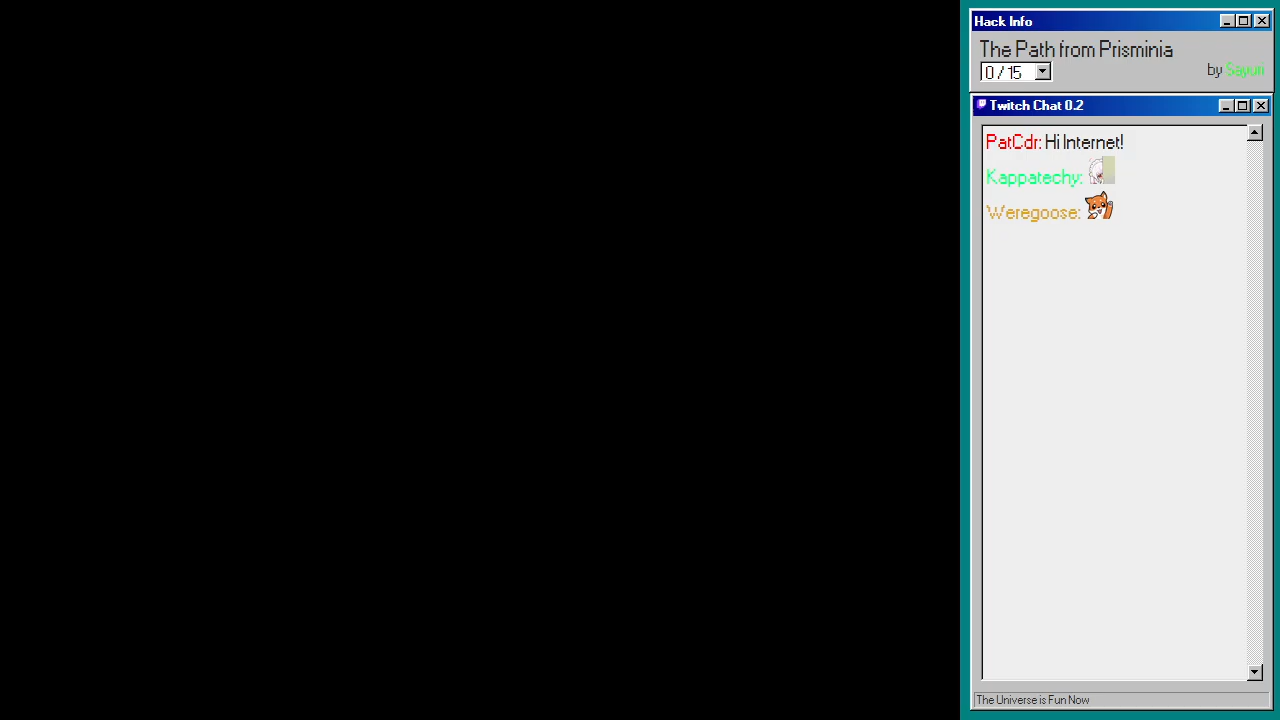 Hack Info
The Path from Prisminia
0 / 15
by Sayuri
Twitch Chat 0.2
PatCdr: Hi Internet!
Kappatechy:
Weregoose:
The Universe is Fun Now